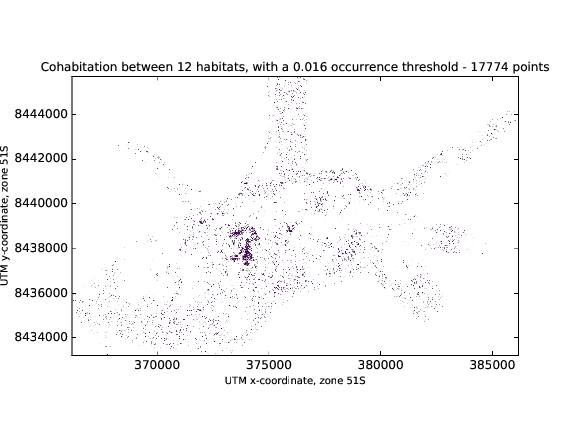 Cohabitation between 12 habitats, with a 0.016 occurrence threshold - 17774 points
8444000
8442000
8440000
8438000
8436000
8434000
UTM y-coordinate, zone 51S
370000 375000 380000 385000
UTM x-coordinate, zone 51S